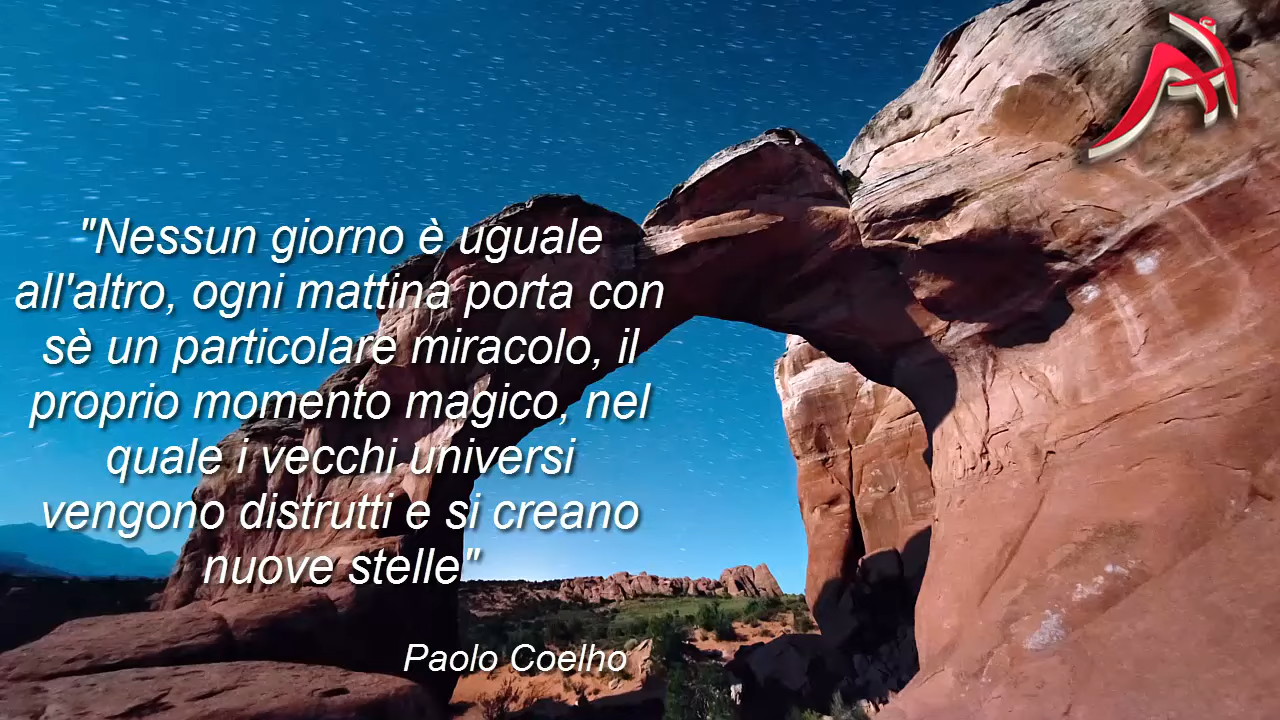 "Nessun giorno è uguale
all'altro, ogni mattina porta con
sè un particolare miracolo, il
proprio momento magico, nel
quale i vecchi universi
vengono distrutti e si creano
nuove stelle"
Paolo Coelho